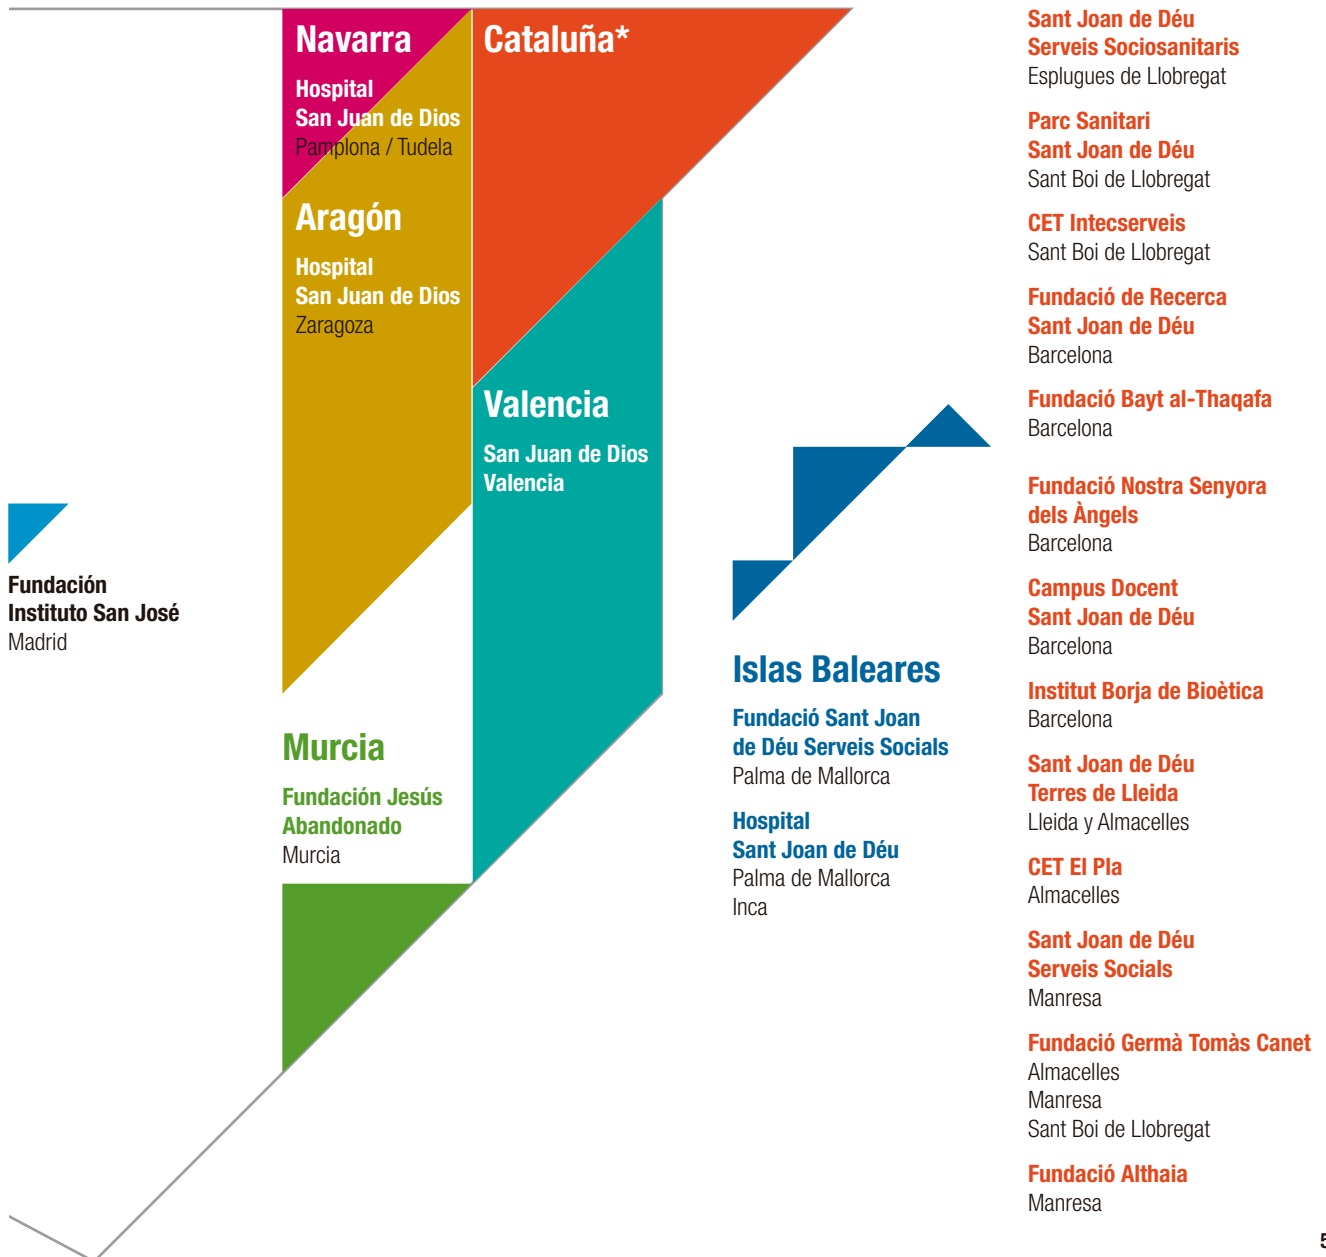 Navarra
Hospital
San Juan de Dios
Pamplona / Tudela
Aragón
Hospital
San Juan de Dios
Zaragoza
Cataluña*
Valencia
San Juan de Dios
Valencia
Fundación
Instituto San José
Madrid
Murcia
Fundación Jesús
Abandonado
Murcia
Islas Baleares
Fundació Sant Joan
de Déu Serveis Socials
Palma de Mallorca
Hospital
Sant Joan de Déu
Palma de Mallorca
Inca
Sant Joan de Déu
Serveis Sociosanitaris
Esplugues de Llobregat
Parc Sanitari
Sant Joan de Déu
Sant Boi de Llobregat
CET Intecserveis
Sant Boi de Llobregat
Fundació de Recerca
Sant Joan de Déu
Barcelona
Fundació Bayt al-Thaqafa
Barcelona
Fundació Nostra Senyora
dels Àngels
Barcelona
Campus Docent
Sant Joan de Déu
Barcelona
Institut Borja de Bioètica
Barcelona
Sant Joan de Déu
Terres de Lleida
Lleida y Almacelles
CET El Pla
Almacelles
Sant Joan de Déu
Serveis Socials
Manresa
Fundació Germà Tomàs Canet
Almacelles
Manresa
Sant Boi de Llobregat
Fundació Althaia
Manresa
5